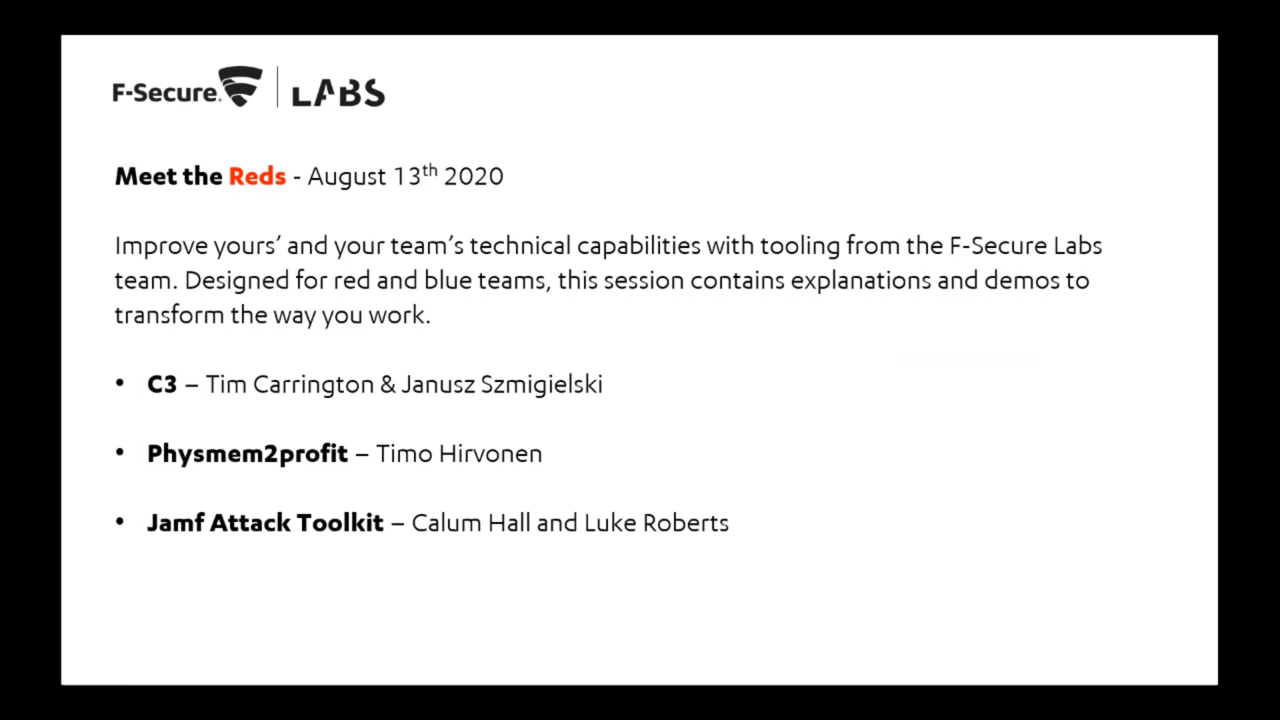 F-Secure. LABS
Meet the Reds - August 13th 2020
Improve yours’ and your team’s technical capabilities with tooling from the F-Secure Labs
team. Designed for red and blue teams, this session contains explanations and demos to
transform the way you work.
• C3 – Tim Carrington & Janusz Szmigielski
• Physmem2profit – Timo Hirvonen
• Jamf Attack Toolkit – Calum Hall and Luke Roberts